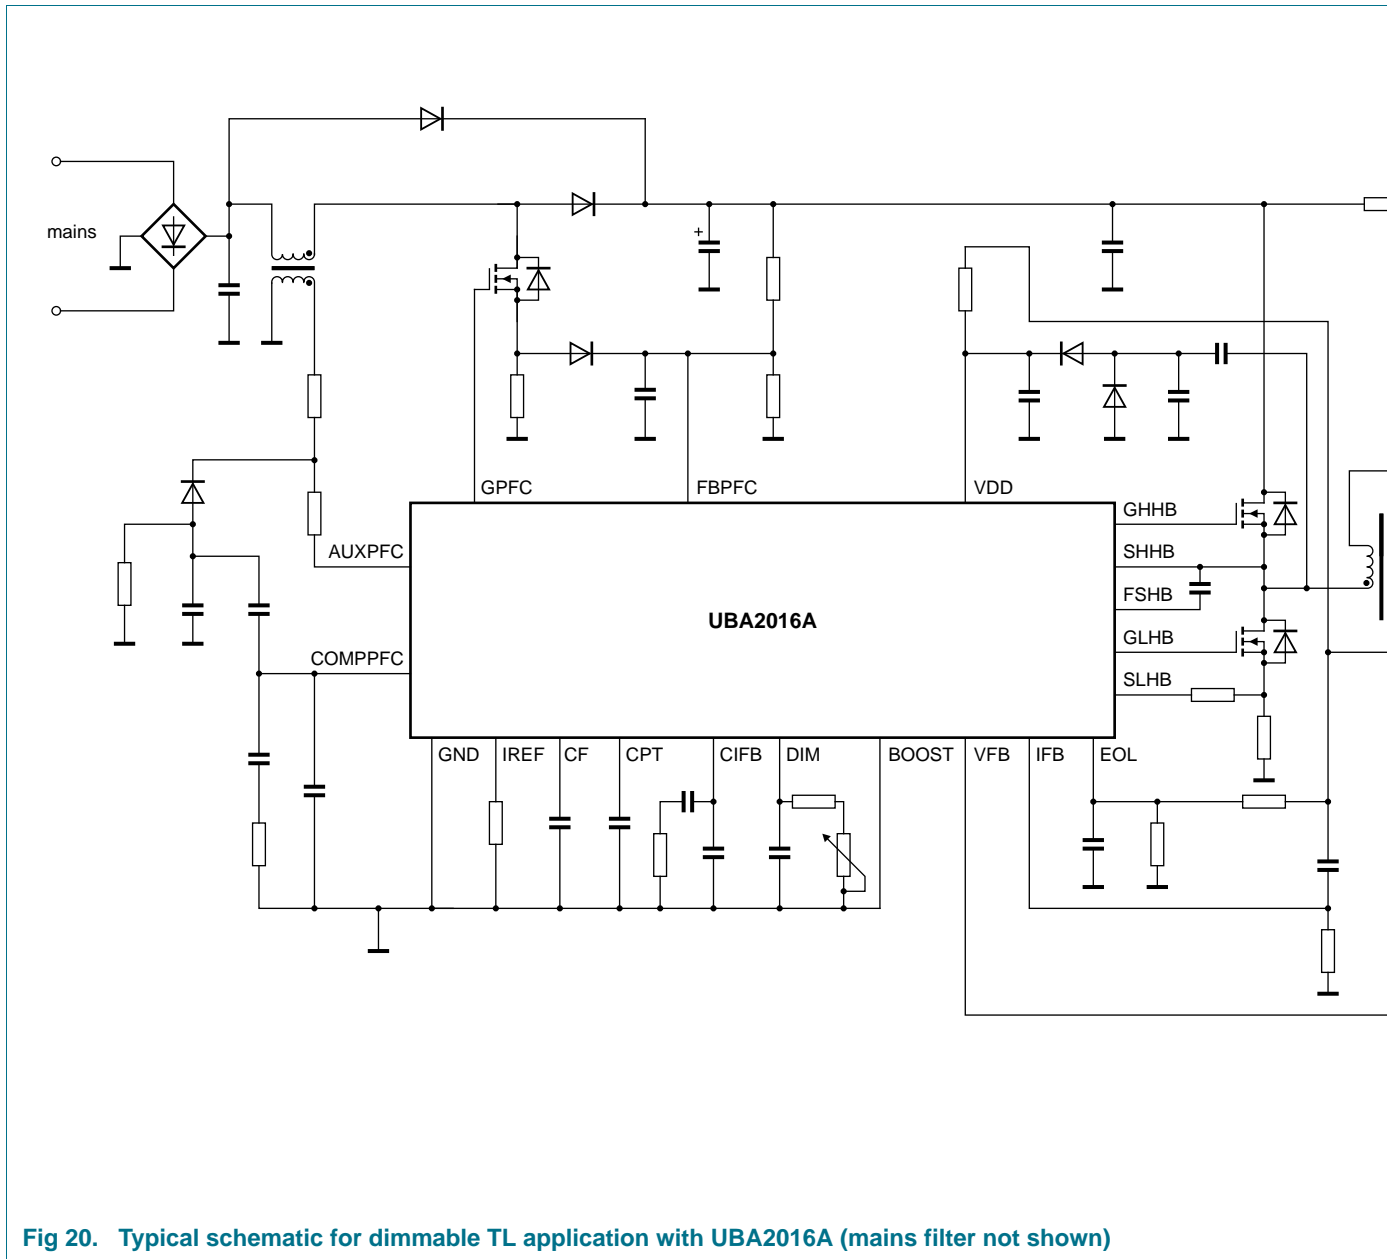 mains
+
GPFC
FBPFC
VDD
GHHB
AUXPFC
SHHB
FSHB
UBA2016A
GLHB
COMPPFC
SLHB
GND
IREF
CF
CPT
CIFB
DIM
BOOST
VFB
IFB
EOL
Fig 20. Typical schematic for dimmable TL application with UBA2016A (mains filter not shown)